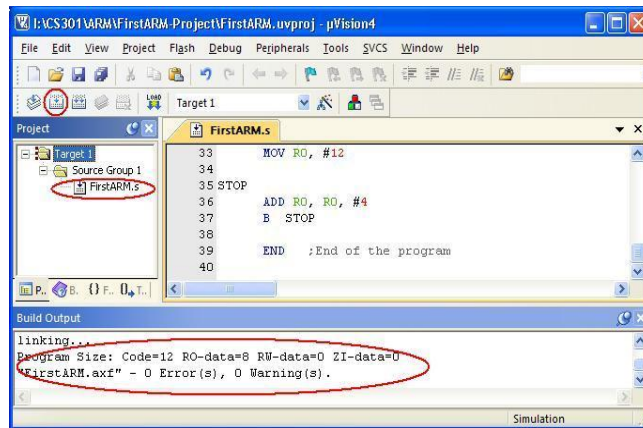 I:\CS301\ARM\FirstARM-Project\FirstARM.uvproj - µVision4
File Edit View Project Flash Debug Peripherals Tools SVCS Window Help
LOAD Target 1
Project
FirstARM.s
Target 1
Source Group 1
FirstARM.s
33 MOV R0, #12
34
35 STOP
36 ADD R0, R0, #4
37 B STOP
38
39 END ;End of the program
40
P... B. {} F... 0 T...
Build Output
linking...
Program Size: Code=12 RO-data=8 RW-data=0 ZI-data=0
"FirstARM.axf" - 0 Error(s), 0 Warning(s).
Simulation